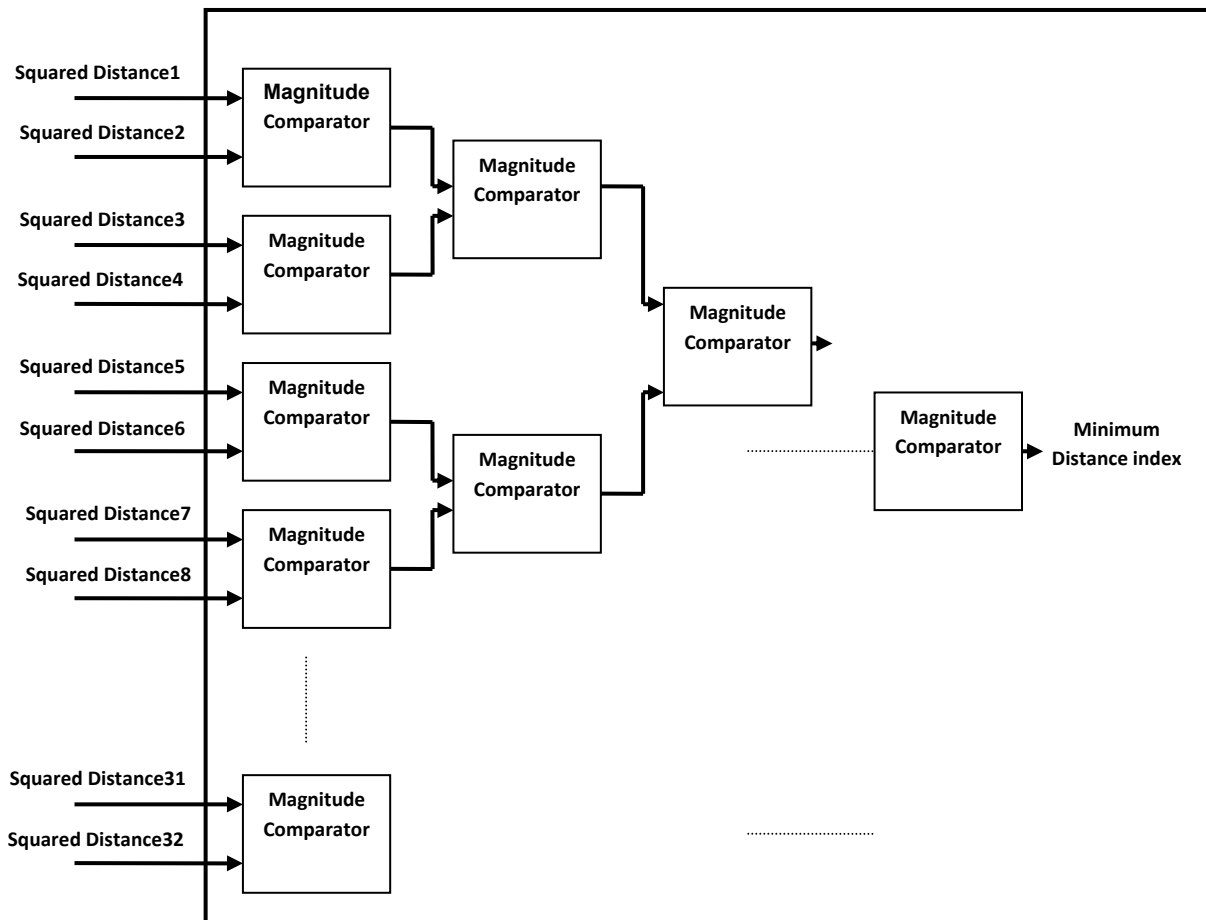 Squared Distance1
Squared Distance2
Magnitude
Comparator
Squared Distance3
Squared Distance4
Magnitude
Comparator
Magnitude
Comparator
Squared Distance5
Squared Distance6
Magnitude
Comparator
Squared Distance7
Squared Distance8
Magnitude
Comparator
Magnitude
Comparator
Magnitude
Comparator
Magnitude
Comparator
Minimum
Distance index
Squared Distance31
Squared Distance32
Magnitude
Comparator